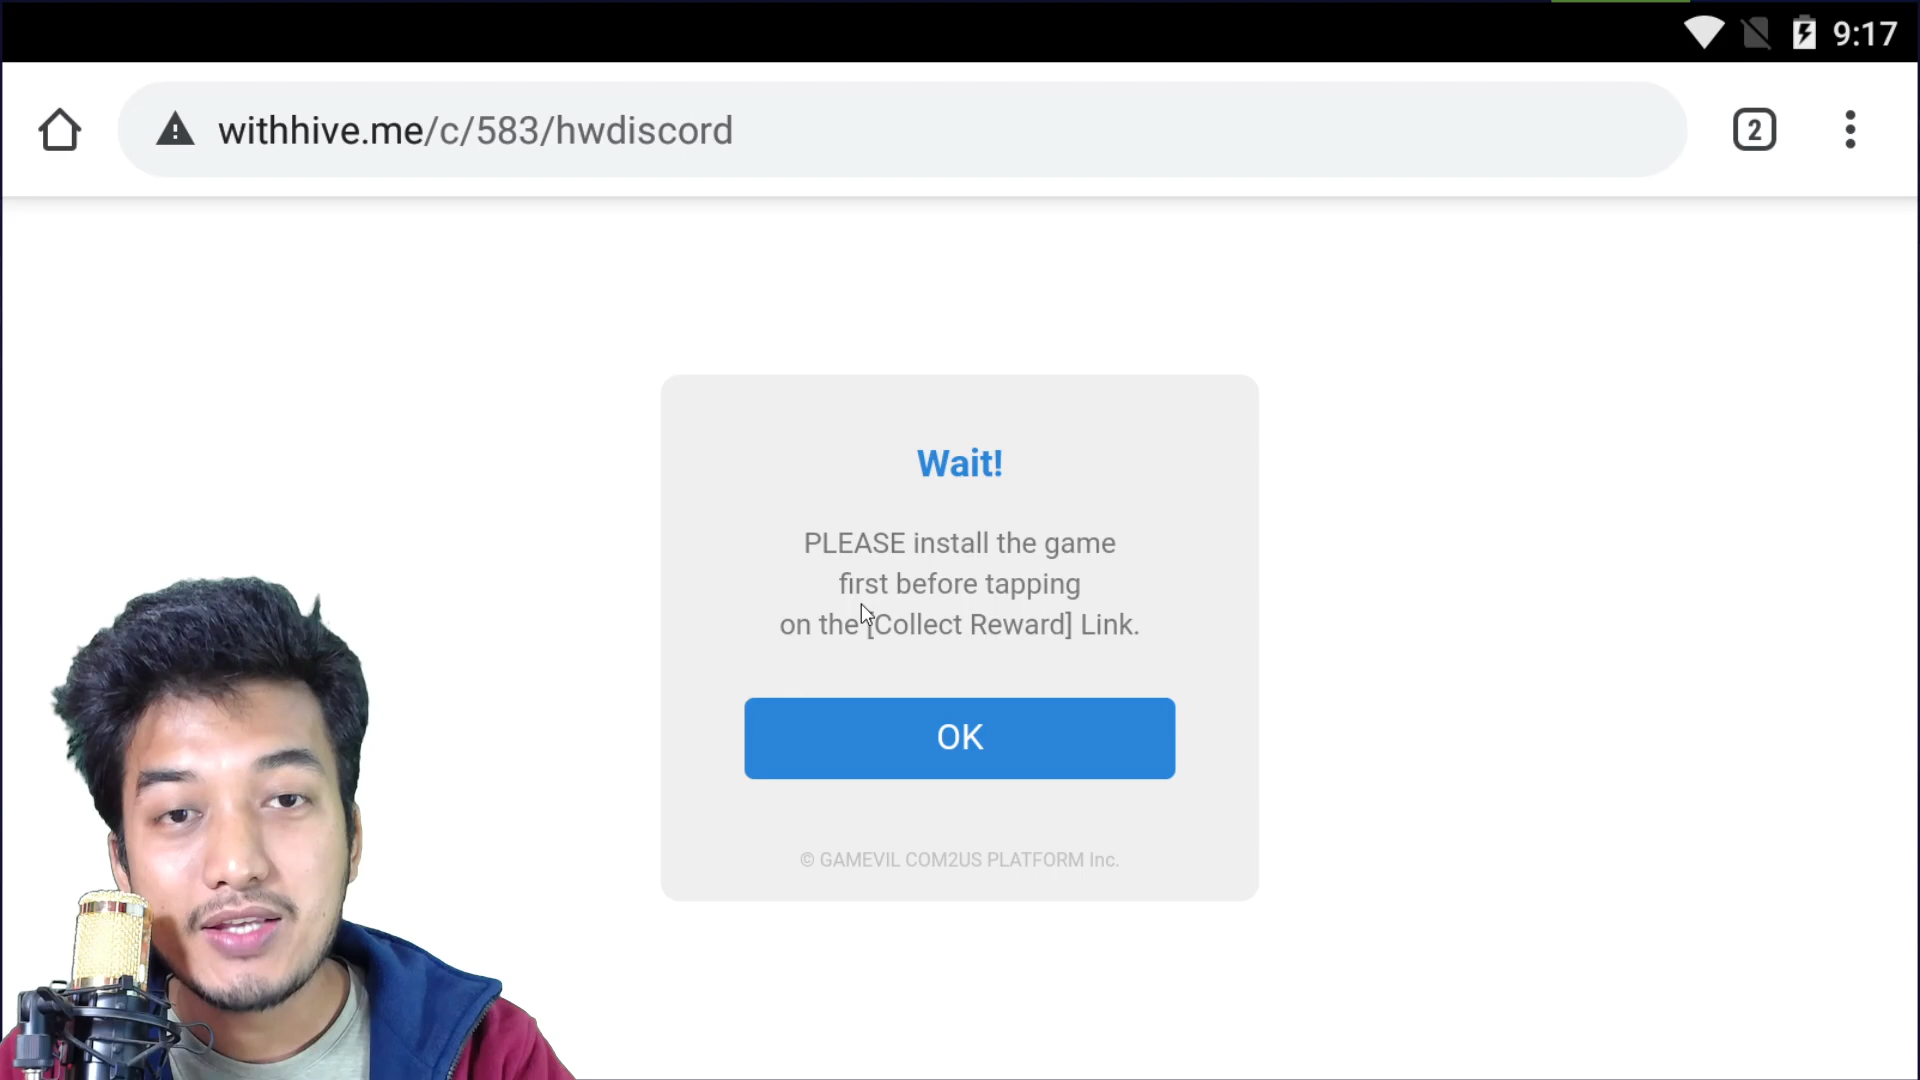 9:17
withhive.me/c/583/hwdiscord
2
Wait!
PLEASE install the game
first before tapping
on the [Collect Reward] Link.
OK
© GAMEVIL COM2US PLATFORM Inc.